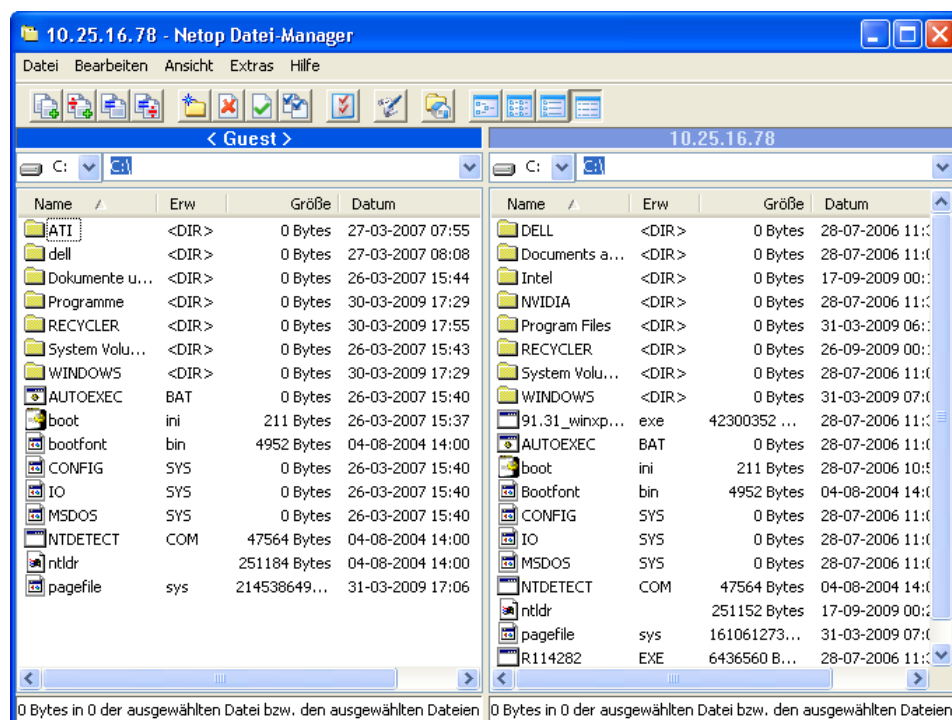 10.25.16.78 - Netop Datei-Manager
Datei Bearbeiten Ansicht Extras Hilfe
< Guest >
C: C:\
Name Erw Größe Datum
ATI <DIR> 0 Bytes 27-03-2007 07:55
dell <DIR> 0 Bytes 27-03-2007 08:08
Dokumente u... <DIR> 0 Bytes 26-03-2007 15:44
Programme <DIR> 0 Bytes 30-03-2009 17:29
RECYCLER <DIR> 0 Bytes 30-03-2009 17:55
System Volu... <DIR> 0 Bytes 26-03-2007 15:43
WINDOWS <DIR> 0 Bytes 30-03-2009 17:29
AUTOEXEC BAT 0 Bytes 26-03-2007 15:40
boot ini 211 Bytes 26-03-2007 15:37
bootfont bin 4952 Bytes 04-08-2004 14:00
CONFIG SYS 0 Bytes 26-03-2007 15:40
IO SYS 0 Bytes 26-03-2007 15:40
MSDOS SYS 0 Bytes 26-03-2007 15:40
NTDETECT COM 47564 Bytes 04-08-2004 14:00
ntldr 251184 Bytes 04-08-2004 14:00
pagefile sys 214538649... 31-03-2009 17:06
0 Bytes in 0 der ausgewählten Datei bzw. den ausgewählten Dateien
10.25.16.78
C: C:\
Name Erw Größe Datum
DELL <DIR> 0 Bytes 28-07-2006 11:
Documents a... <DIR> 0 Bytes 28-07-2006 11:0
Intel <DIR> 0 Bytes 17-09-2009 00:
NVIDIA <DIR> 0 Bytes 28-07-2006 11:
Program Files <DIR> 0 Bytes 31-03-2009 06:
RECYCLER <DIR> 0 Bytes 26-09-2009 00:
System Volu... <DIR> 0 Bytes 28-07-2006 11:0
WINDOWS <DIR> 0 Bytes 31-03-2009 07:0
91.31_winxp... exe 42300352 ... 28-07-2006 11:
AUTOEXEC BAT 0 Bytes 28-07-2006 11:0
boot ini 211 Bytes 28-07-2006 10:
Bootfont bin 4952 Bytes 04-08-2004 14:0
CONFIG SYS 0 Bytes 28-07-2006 11:0
IO SYS 0 Bytes 28-07-2006 11:0
MSDOS SYS 0 Bytes 28-07-2006 11:0
NTDETECT COM 47564 Bytes 04-08-2004 14:0
ntldr 251152 Bytes 17-09-2009 00:
pagefile sys 161061273... 31-03-2009 07:0
R114282 EXE 6436560 B... 28-07-2006 11:
0 Bytes in 0 der ausgewählten Datei bzw. den ausgewählten Dateien